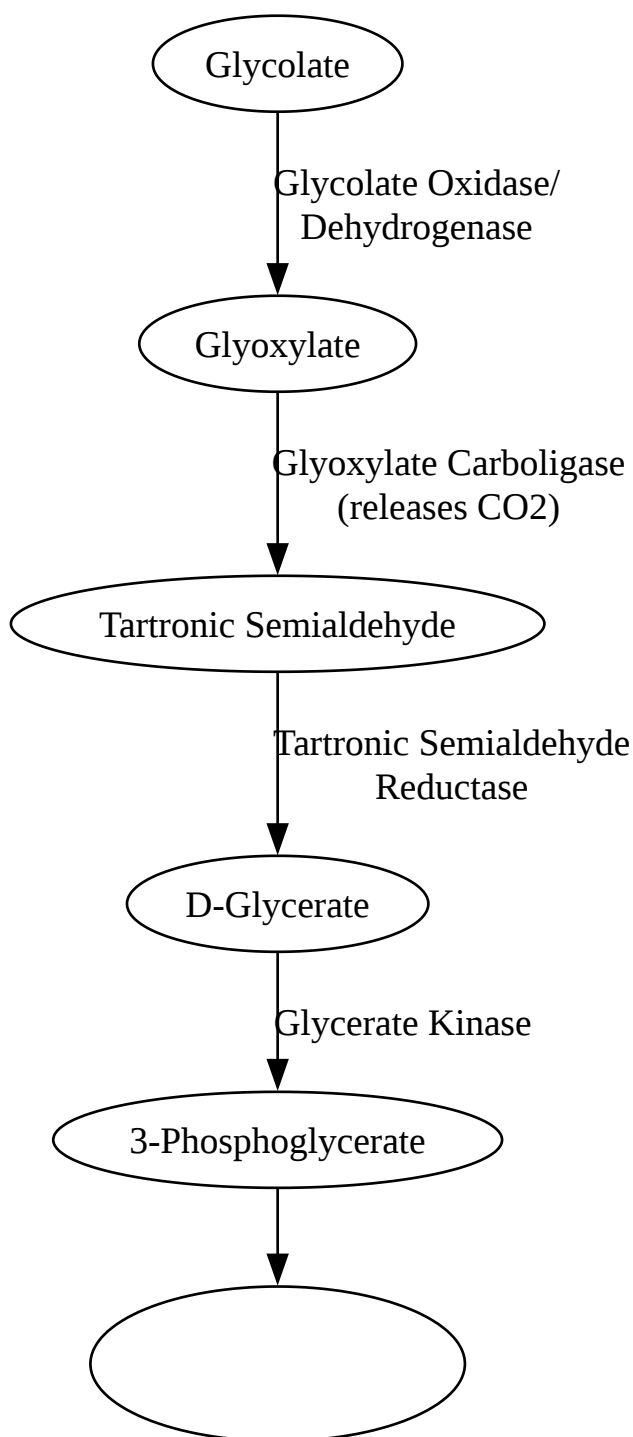 Glycolate
Glycolate Oxidase/
Dehydrogenase
Glyoxylate
Glyoxylate Carboligase
(releases CO2)
Tartronic Semialdehyde
Tartronic Semialdehyde
Reductase
D-Glycerate
Glycerate Kinase
3-Phosphoglycerate